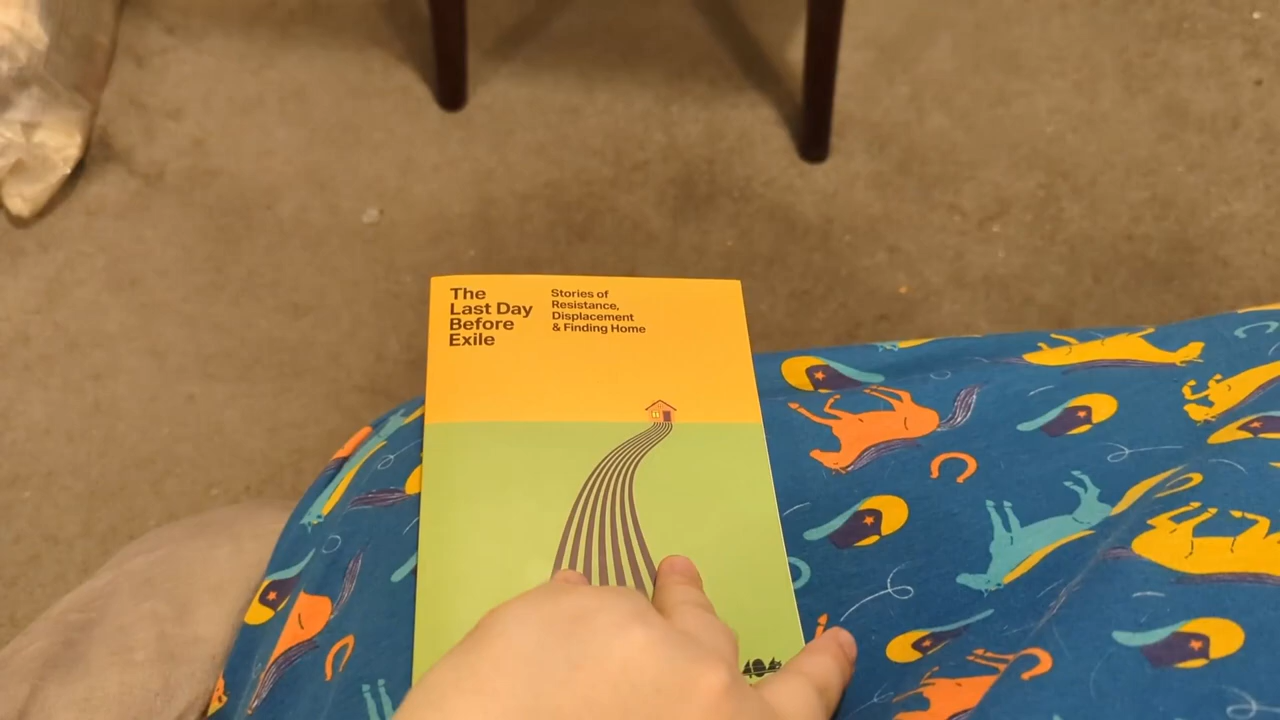 The
Last Day
Before
Exile
Stories of
Resistance,
Displacement
& Finding Home